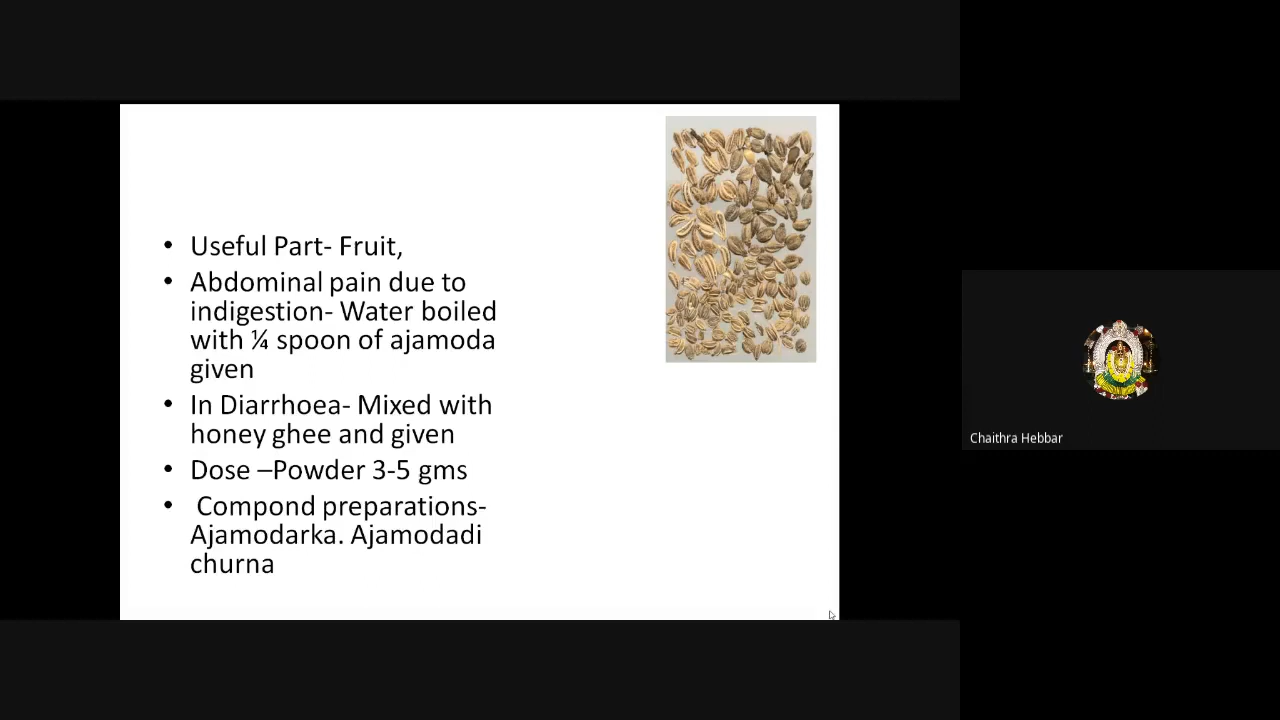 • Useful Part- Fruit,
• Abdominal pain due to
indigestion- Water boiled
with ¼ spoon of ajamoda
given
• In Diarrhoea- Mixed with
honey ghee and given
• Dose –Powder 3-5 gms
• Compond preparations-
Ajamodarka. Ajamodadi
churna
Chaithra Hebbar